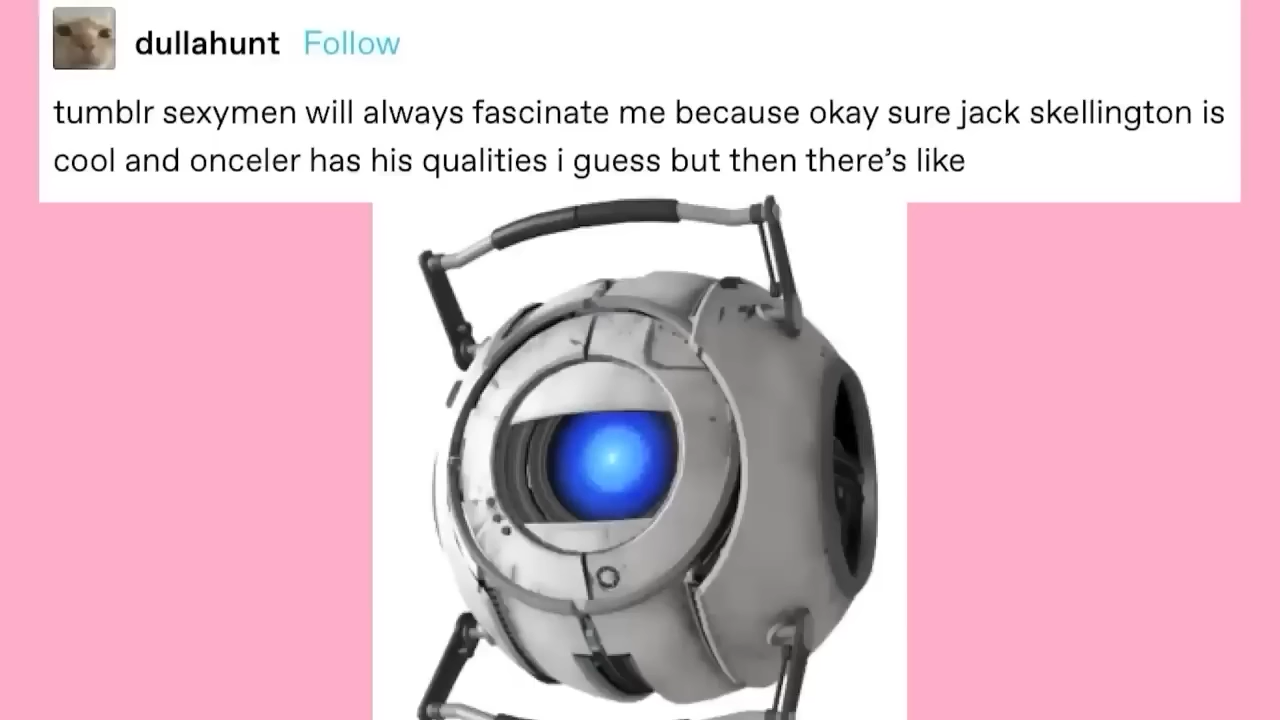 dullahunt Follow
tumblr sexymen will always fascinate me because okay sure jack skellington is
cool and onceler has his qualities i guess but then there’s like